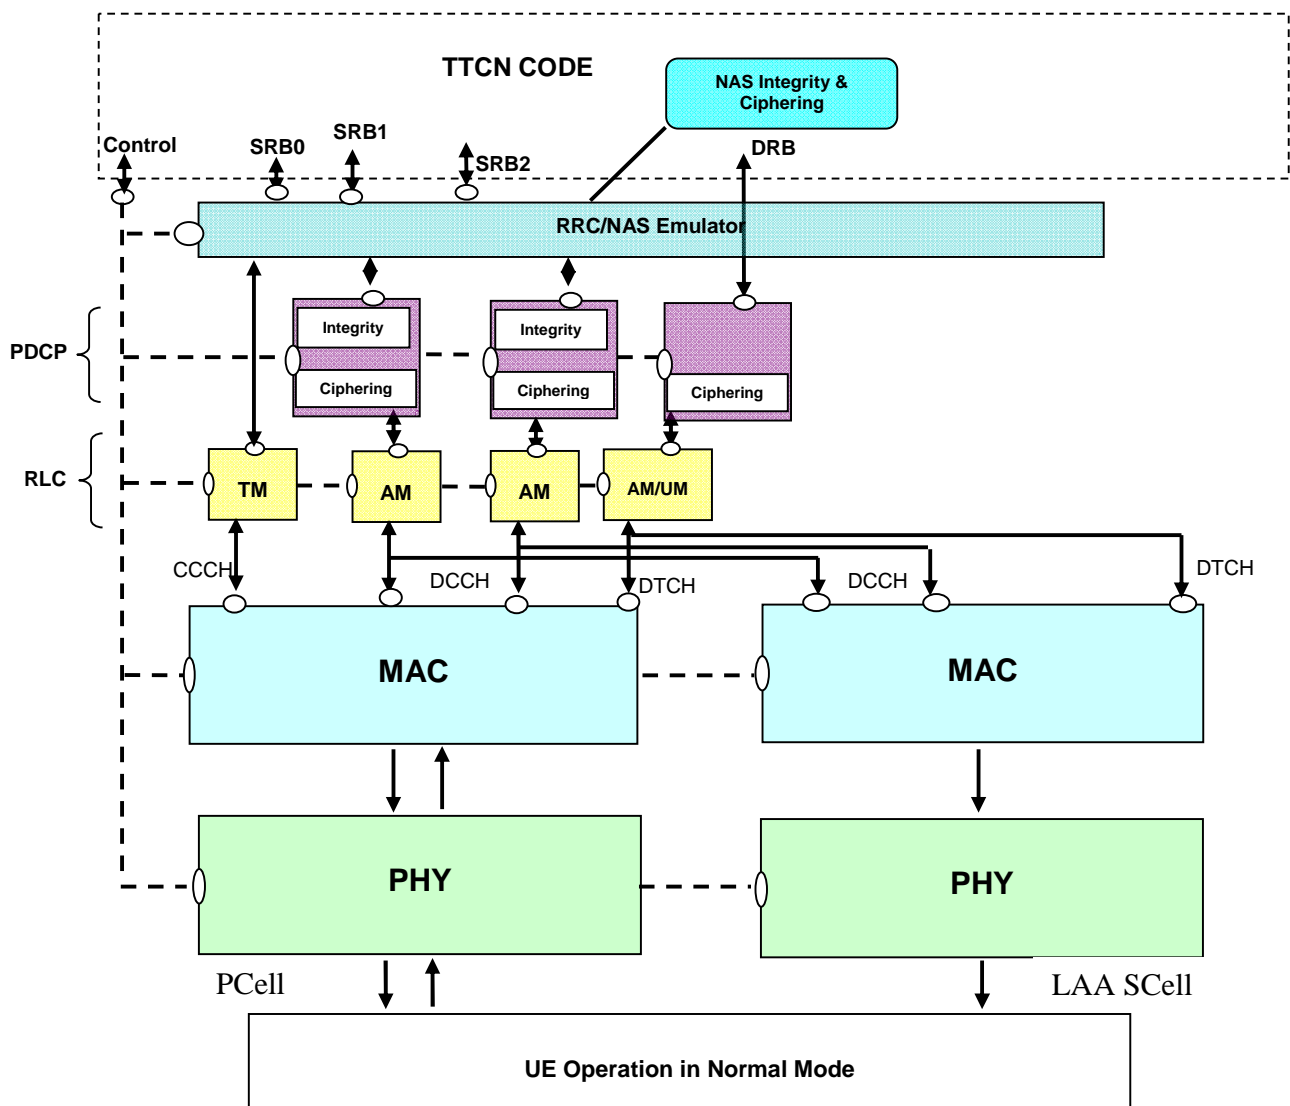 TTCN CODE
NAS Integrity &
Ciphering
Control
SRB0
SRB1
SRB2
DRB
RRC/NAS Emulator
PDCP
Integrity
Ciphering
Integrity
Ciphering
Ciphering
RLC
TM
AM
AM
AM/UM
CCCH
DCCH
DTCH
DCCH
DTCH
MAC
MAC
PHY
PHY
PCell
LAA SCell
UE Operation in Normal Mode